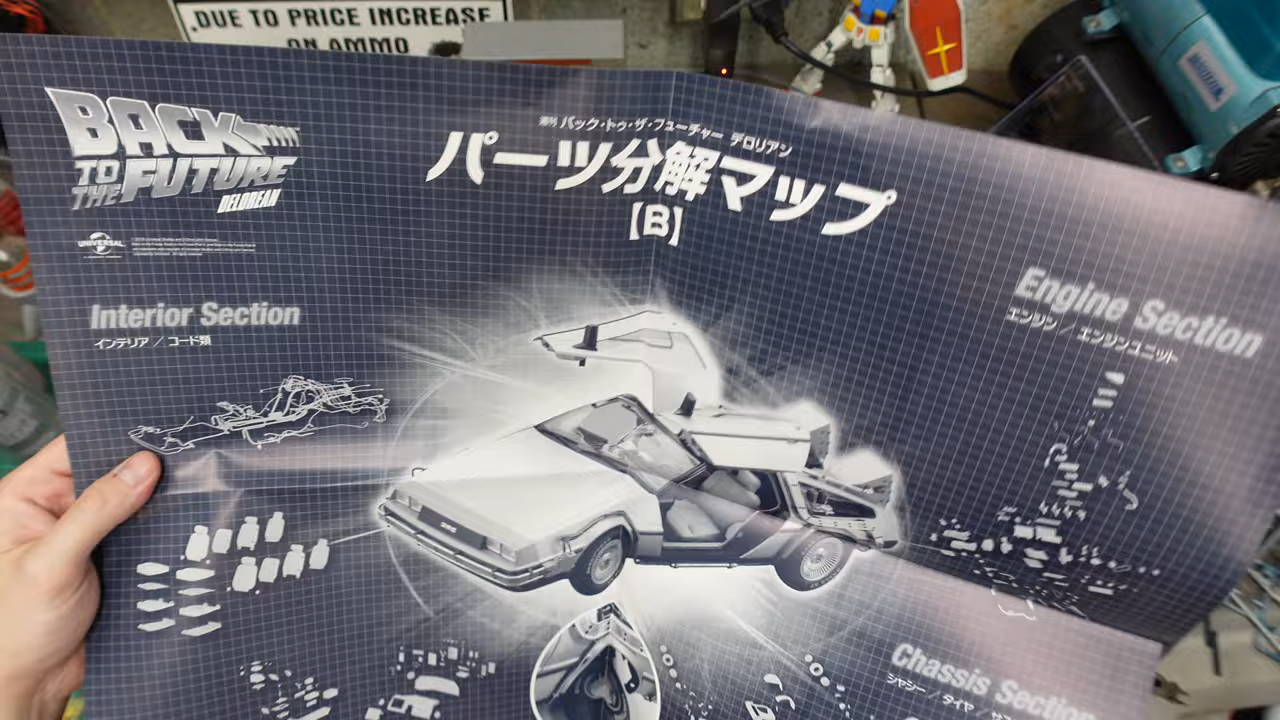 DUE TO PRICE INCREASE
ON AMMO
BACK
TO
THE FUTURE
DELOREAN
UNIVERSAL
週刊 バック・トゥ・ザ・フューチャー デロリアン
パーツ分解マップ
【B】
Interior Section
インテリア / コード類
Engine Section
エンジン / エンジンユニット
Chassis Section
シャシー / タイヤ /